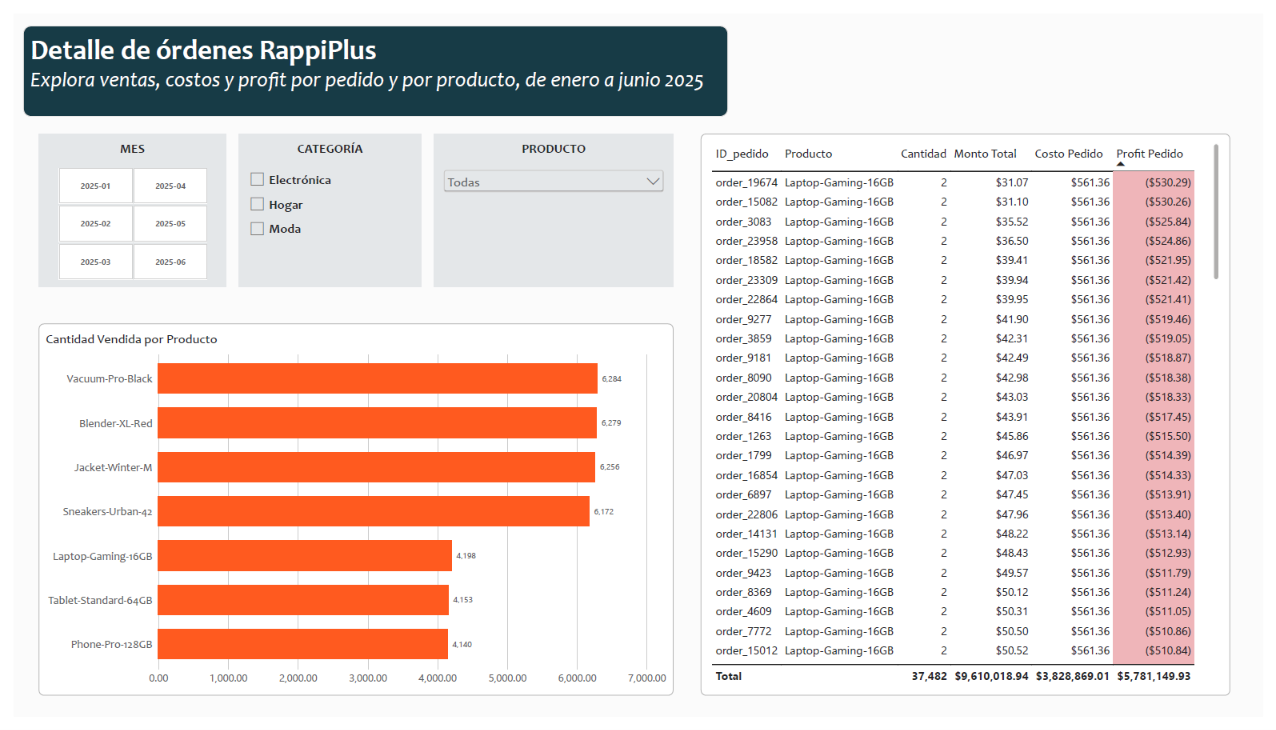 Detalle de órdenes RappiPlus
Explora ventas, costos y profit por pedido y por producto, de enero a junio 2025
MES
2025-01 2025-04
2025-02 2025-05
2025-03 2025-06
CATEGORÍA
Electrónica
Hogar
Moda
PRODUCTO
Todas
Cantidad Vendida por Producto
Vacuum-Pro-Black 6,284
Blender-XL-Red 6,279
Jacket-Winter-M 6,256
Sneakers-Urban-42 6,172
Laptop-Gaming-16GB 4,198
Tablet-Standard-64GB 4,153
Phone-Pro-128GB 4,140
0.00 1,000.00 2,000.00 3,000.00 4,000.00 5,000.00 6,000.00 7,000.00
ID_pedido Producto Cantidad Monto Total Costo Pedido Profit Pedido
order_19674 Laptop-Gaming-16GB 2 $31.07 $561.36 ($530.29)
order_15082 Laptop-Gaming-16GB 2 $31.10 $561.36 ($530.26)
order_3083 Laptop-Gaming-16GB 2 $35.52 $561.36 ($525.84)
order_23958 Laptop-Gaming-16GB 2 $36.50 $561.36 ($524.86)
order_18582 Laptop-Gaming-16GB 2 $39.41 $561.36 ($521.95)
order_23309 Laptop-Gaming-16GB 2 $39.94 $561.36 ($521.42)
order_22864 Laptop-Gaming-16GB 2 $39.95 $561.36 ($521.41)
order_9277 Laptop-Gaming-16GB 2 $41.90 $561.36 ($519.46)
order_3859 Laptop-Gaming-16GB 2 $42.31 $561.36 ($519.05)
order_9181 Laptop-Gaming-16GB 2 $42.49 $561.36 ($518.87)
order_8090 Laptop-Gaming-16GB 2 $42.98 $561.36 ($518.38)
order_20804 Laptop-Gaming-16GB 2 $43.03 $561.36 ($518.33)
order_8416 Laptop-Gaming-16GB 2 $43.91 $561.36 ($517.45)
order_1263 Laptop-Gaming-16GB 2 $45.86 $561.36 ($515.50)
order_1799 Laptop-Gaming-16GB 2 $46.97 $561.36 ($514.39)
order_16854 Laptop-Gaming-16GB 2 $47.03 $561.36 ($514.33)
order_6897 Laptop-Gaming-16GB 2 $47.45 $561.36 ($513.91)
order_22806 Laptop-Gaming-16GB 2 $47.96 $561.36 ($513.40)
order_14131 Laptop-Gaming-16GB 2 $48.22 $561.36 ($513.14)
order_15290 Laptop-Gaming-16GB 2 $48.43 $561.36 ($512.93)
order_9423 Laptop-Gaming-16GB 2 $49.57 $561.36 ($511.79)
order_8369 Laptop-Gaming-16GB 2 $50.12 $561.36 ($511.24)
order_4609 Laptop-Gaming-16GB 2 $50.31 $561.36 ($511.05)
order_7772 Laptop-Gaming-16GB 2 $50.50 $561.36 ($510.86)
order_15012 Laptop-Gaming-16GB 2 $50.52 $561.36 ($510.84)
Total 37,482 $9,610,018.94 $3,828,869.01 $5,781,149.93